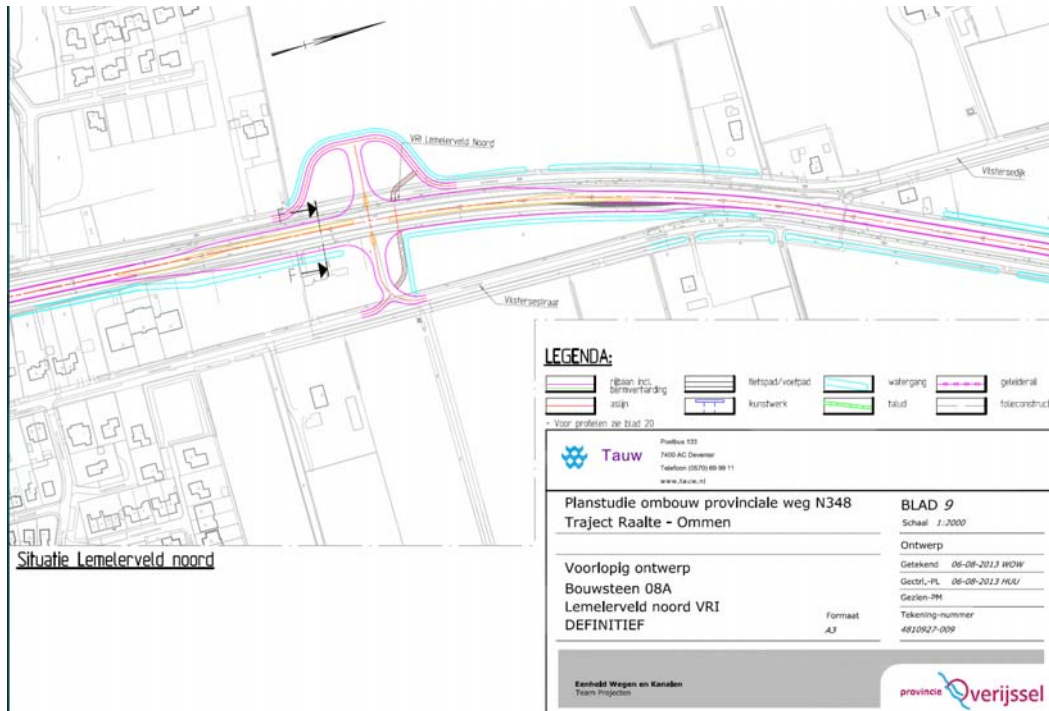 VRI Lemelerveld Noord
Vilstersedijk
F
F
Vilstersestraat
LEGENDA:
rijbaan incl. bermverharding
fietspad/voetpad
watergang
geleiderail
aslijn
kunstwerk
talud
folieconstruct
* Voor profielen zie blad 20
Tauw
Postbus 133
7400 AC Deventer
Telefoon (0570) 69 99 11
www.tauw.nl
Planstudie ombouw provinciale weg N348
Traject Raalte - Ommen
BLAD 9
Schaal 1:2000
Ontwerp
Voorlopig ontwerp
Bouwsteen 08A
Lemelerveld noord VRI
DEFINITIEF
Formaat
A3
Getekend 06-08-2013 WOW
Gectrl.-PL 06-08-2013 HUU
Gezien-PM
Tekening-nummer
4810927-009
Situatie Lemelerveld noord
Eenheid Wegen en Kanalen
Team Projecten
provincie Overijssel